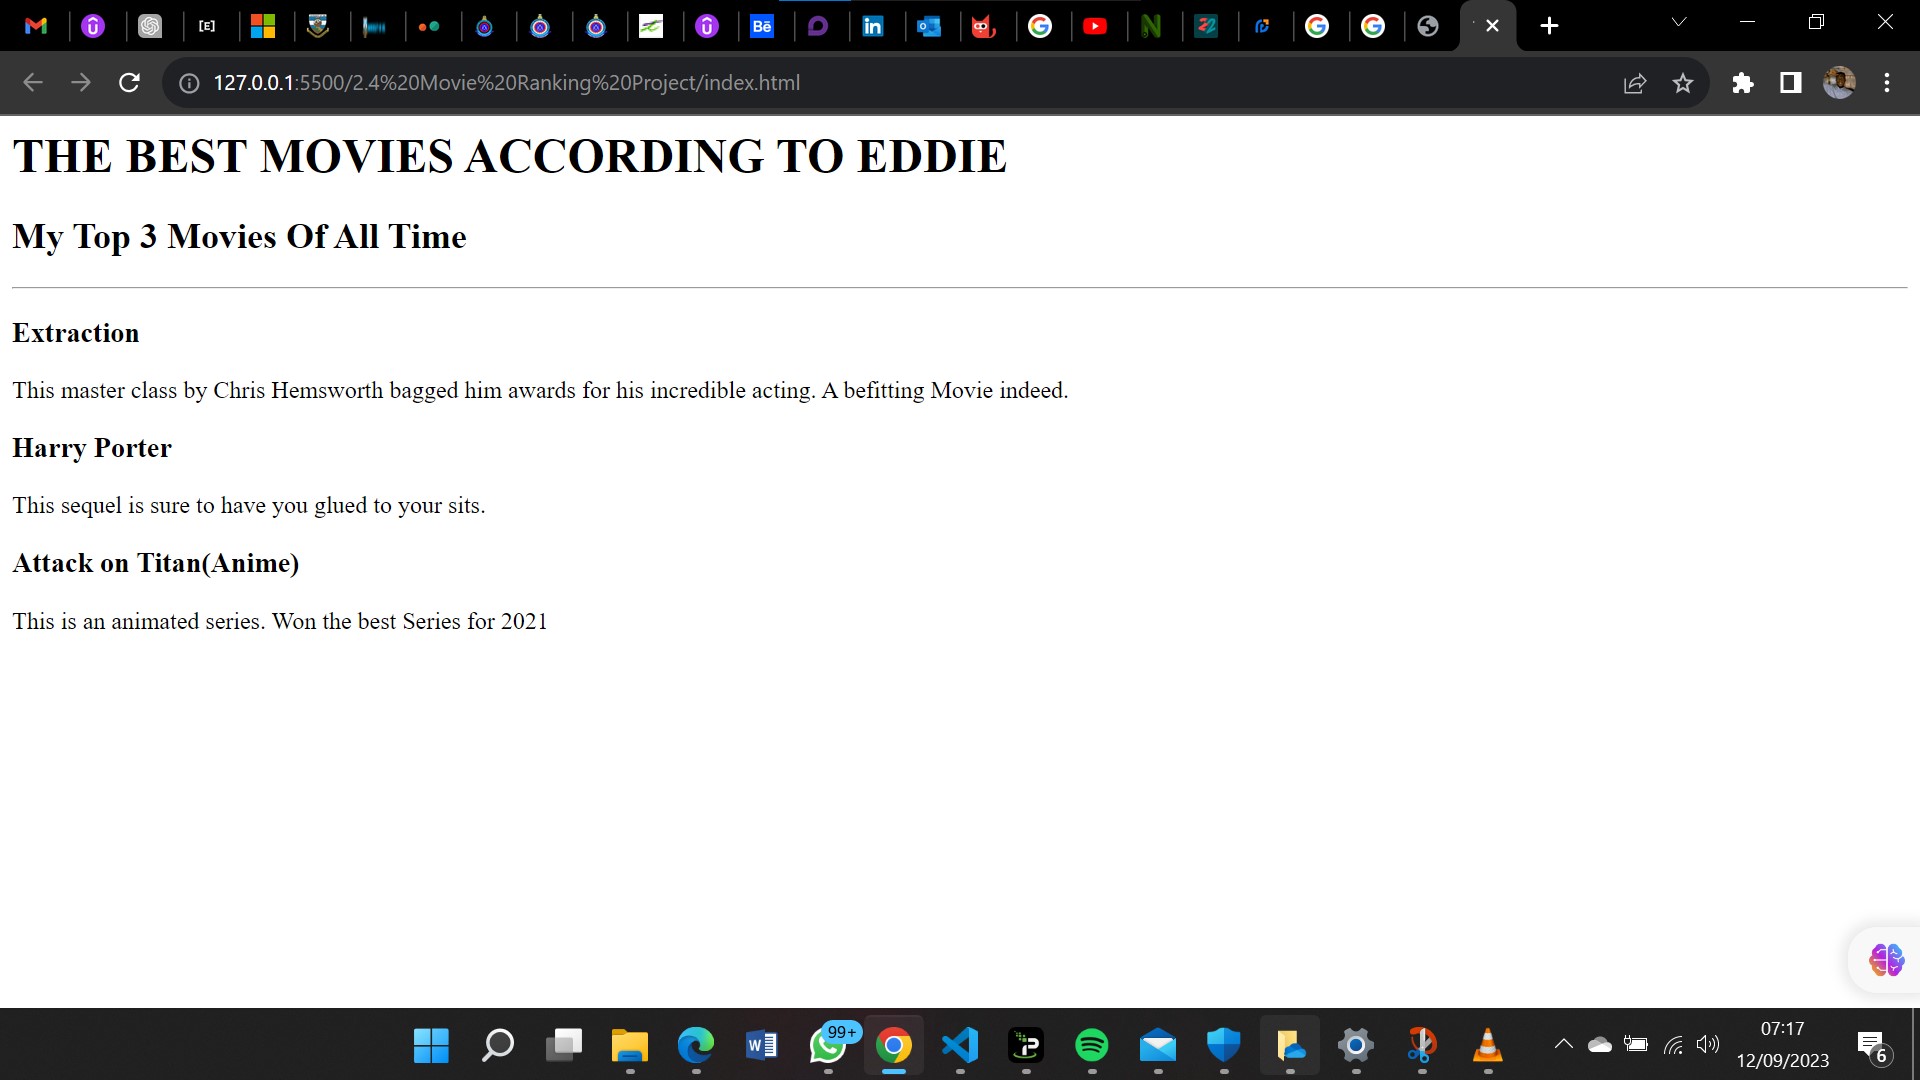 [E]
Bē
in
22
127.0.0.1:5500/2.4%20Movie%20Ranking%20Project/index.html
THE BEST MOVIES ACCORDING TO EDDIE
My Top 3 Movies Of All Time
Extraction
This master class by Chris Hemsworth bagged him awards for his incredible acting. A befitting Movie indeed.
Harry Porter
This sequel is sure to have you glued to your sits.
Attack on Titan(Anime)
This is an animated series. Won the best Series for 2021
99+
07:17
12/09/2023
6